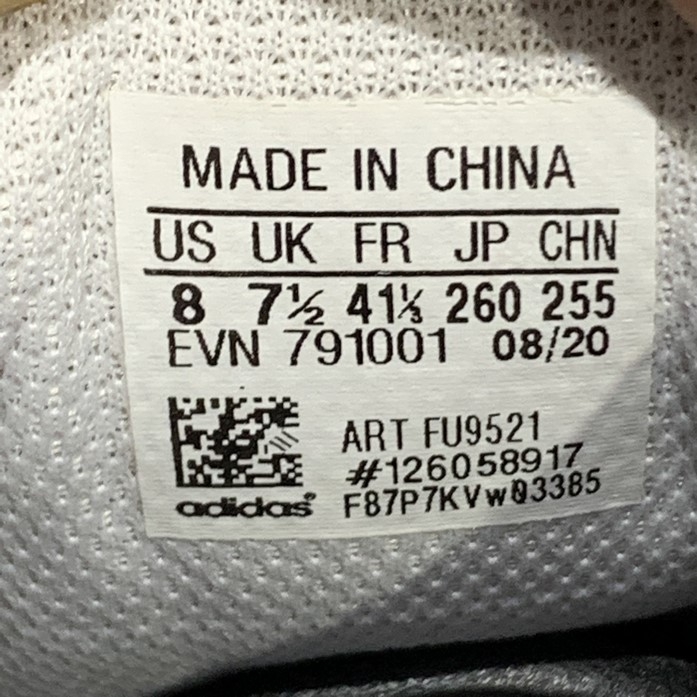 MADE IN CHINA
US UK FR JP CHN
8 7½ 41⅓ 260 255
EVN 791001 08/20
ART FU9521
#126058917
F87P7KVw03385
adidas®